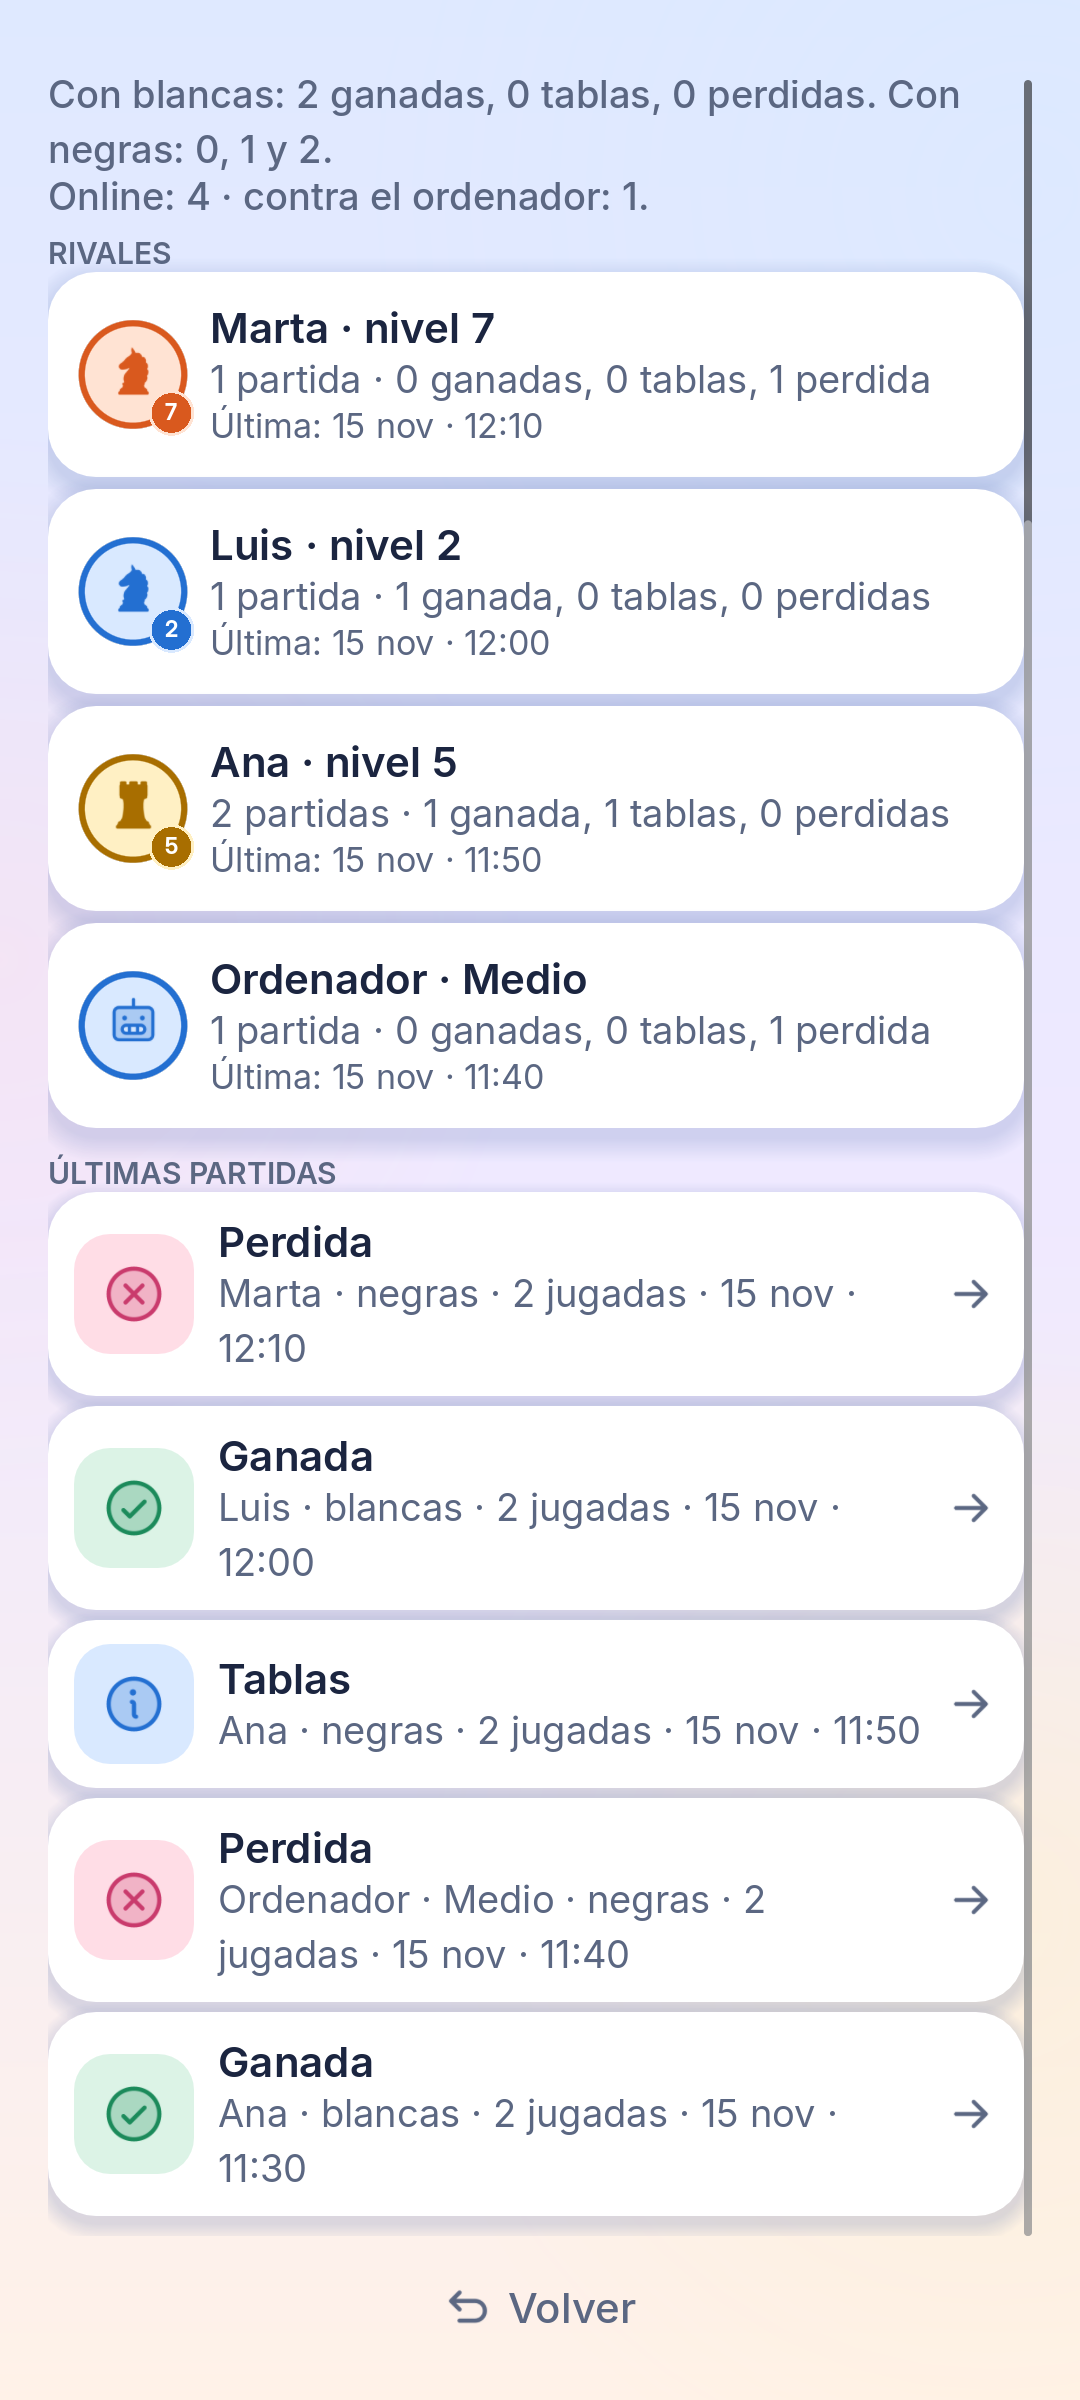 Con blancas: 2 ganadas, 0 tablas, 0 perdidas. Con
negras: 0, 1 y 2.
Online: 4 · contra el ordenador: 1.
RIVALES
Marta · nivel 7
1 partida · 0 ganadas, 0 tablas, 1 perdida
7
Última: 15 nov · 12:10
Luis · nivel 2
1 partida · 1 ganada, 0 tablas, 0 perdidas
2
Última: 15 nov · 12:00
Ana · nivel 5
2 partidas · 1 ganada, 1 tablas, 0 perdidas
5
Última: 15 nov · 11:50
Ordenador · Medio
1 partida · 0 ganadas, 0 tablas, 1 perdida
Última: 15 nov · 11:40
ÚLTIMAS PARTIDAS
Perdida
Marta · negras · 2 jugadas · 15 nov ·
12:10
Ganada
Luis · blancas · 2 jugadas · 15 nov ·
12:00
Tablas
Ana · negras · 2 jugadas · 15 nov · 11:50
Perdida
Ordenador · Medio · negras · 2
jugadas · 15 nov · 11:40
Ganada
Ana · blancas · 2 jugadas · 15 nov ·
11:30
Volver